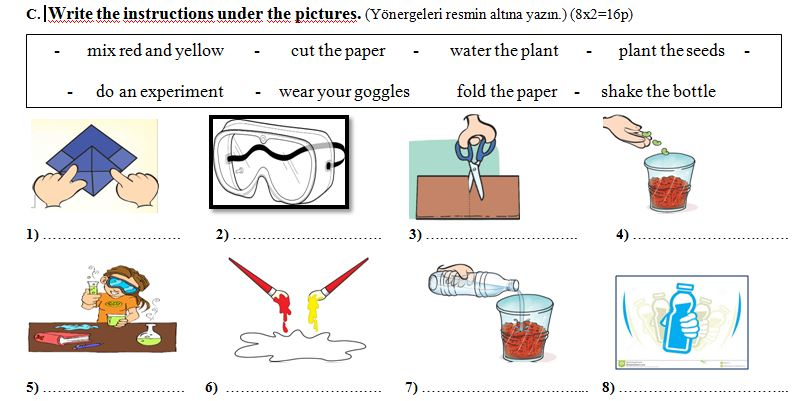 C. Write the instructions under the pictures. (Yönergeleri resmin altına yazın.) (8x2=16p)
- mix red and yellow - cut the paper - water the plant - plant the seeds -
- do an experiment - wear your goggles fold the paper - shake the bottle
1) ………………………… 2) ………………………… 3) ………………………… 4) …………………………
5) ………………………… 6) ………………………… 7) ………………………… 8) …………………………